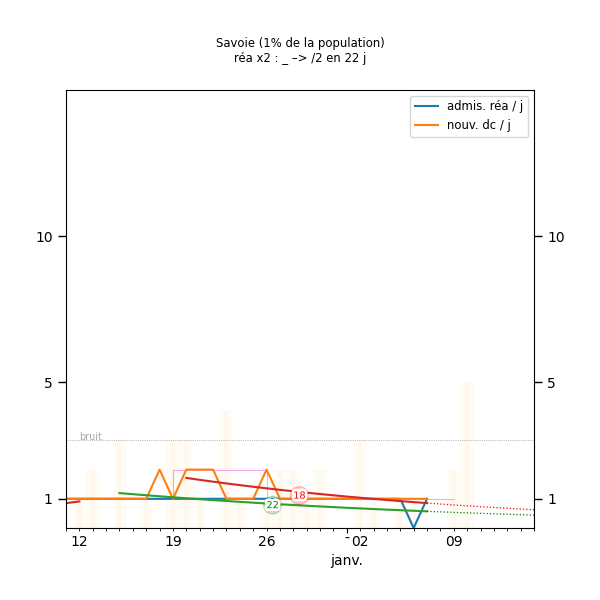 Savoie (1% de la population)
réa x2 : _ –> /2 en 22 j
admis. réa / j
nouv. dc / j
10
10
5
5
bruit
18
22
1
1
12
19
26
02
09
janv.